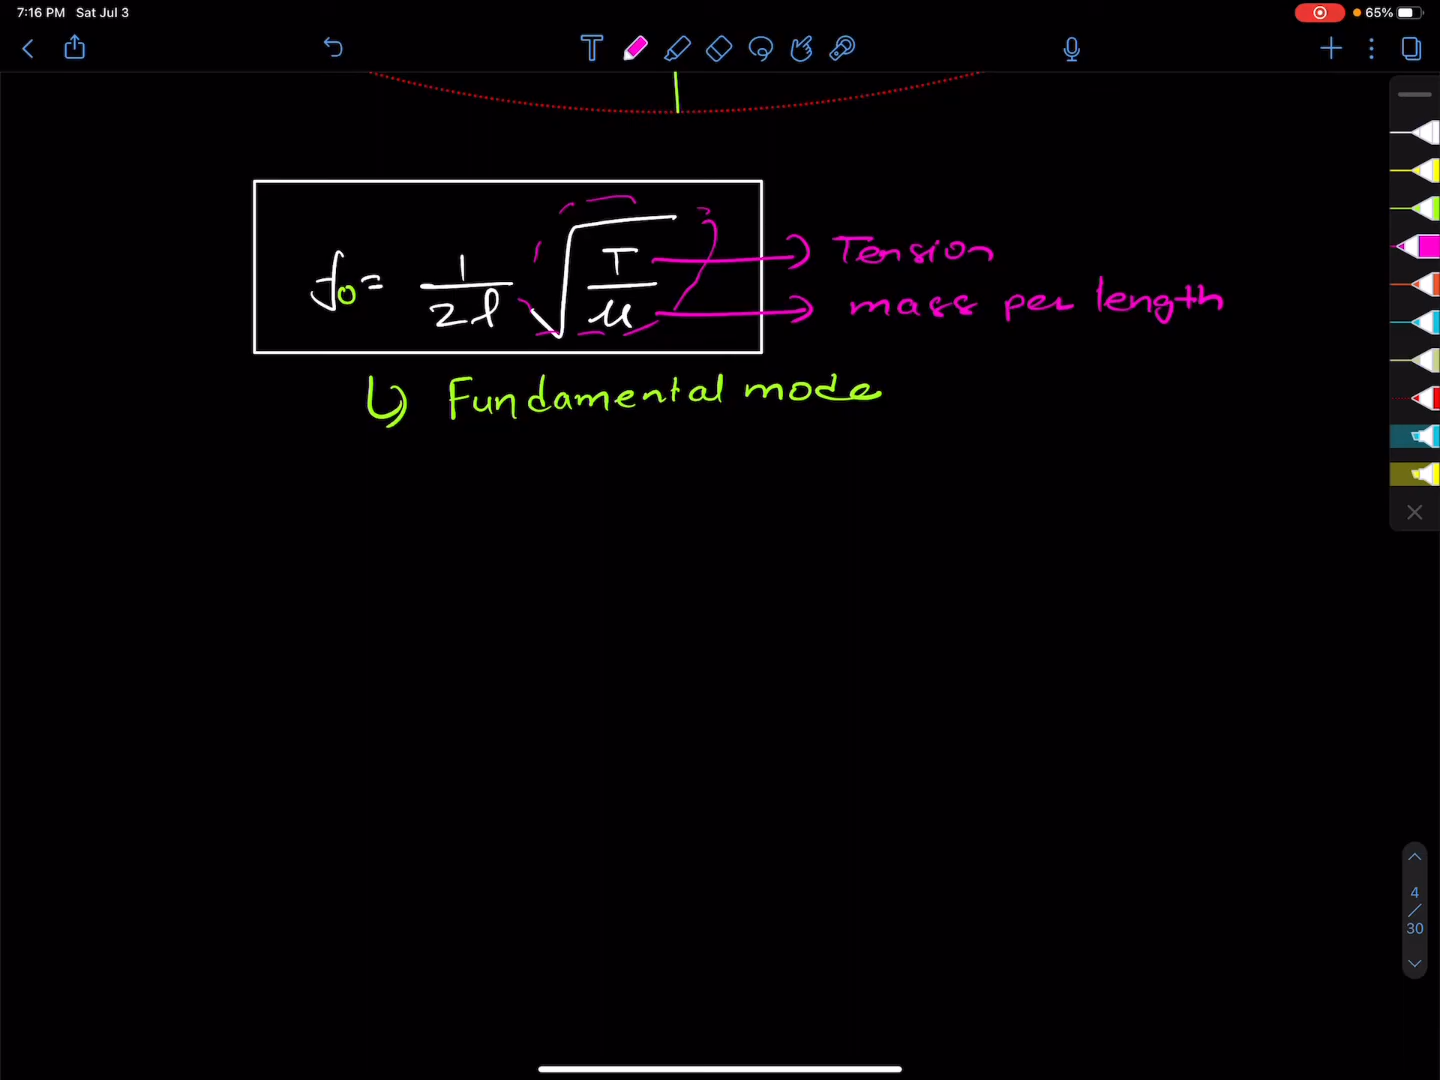 7:16 PM Sat Jul 3
65%
T
f₀ = 1/2l √T/μ
Tension
mass per length
Fundamental mode
4
/
30